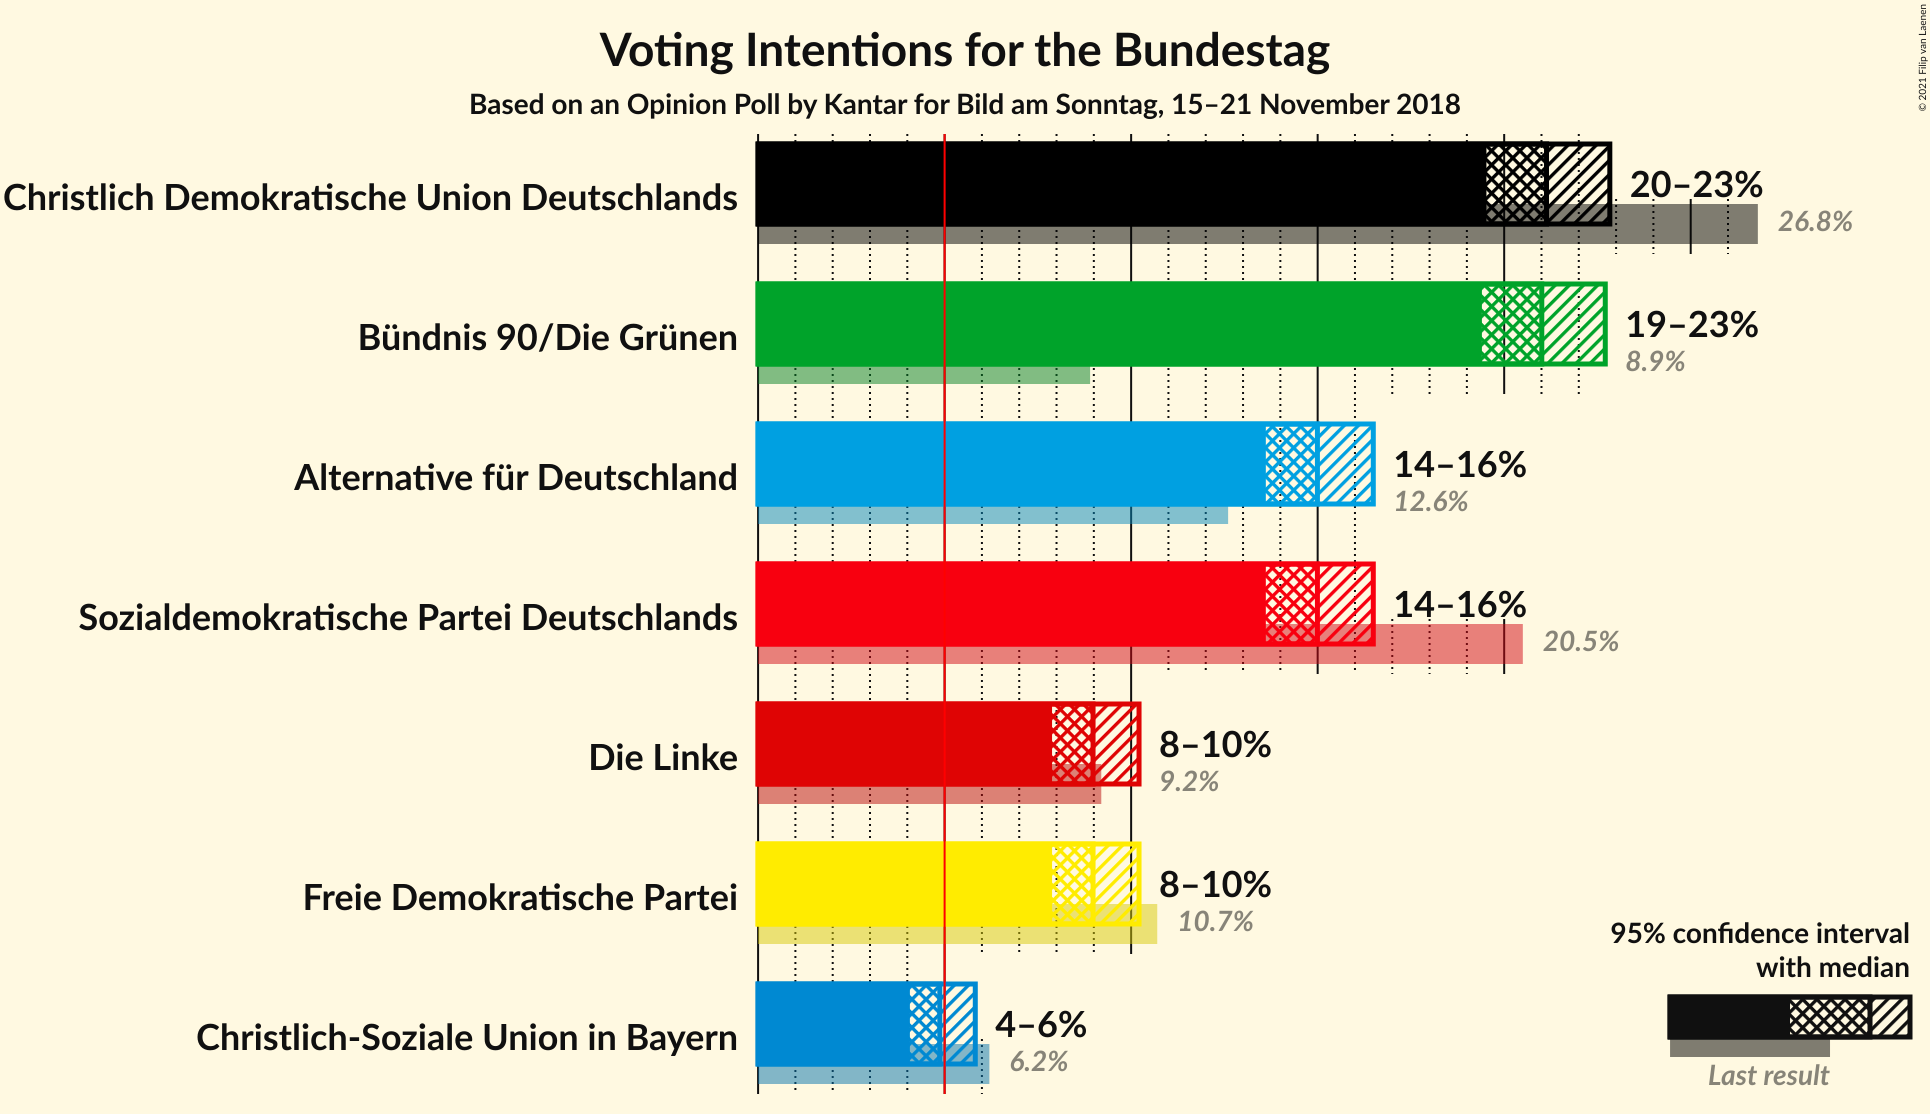 Voting Intentions for the Bundestag
Based on an Opinion Poll by Kantar for Bild am Sonntag, 15–21 November 2018
© 2021 Filip van Laenen
Christlich Demokratische Union Deutschlands
20–23%
26.8%
Bündnis 90/Die Grünen
19–23%
8.9%
Alternative für Deutschland
14–16%
12.6%
Sozialdemokratische Partei Deutschlands
14–16%
20.5%
Die Linke
8–10%
9.2%
Freie Demokratische Partei
8–10%
10.7%
Christlich-Soziale Union in Bayern
4–6%
6.2%
95% confidence interval
with median
Last result